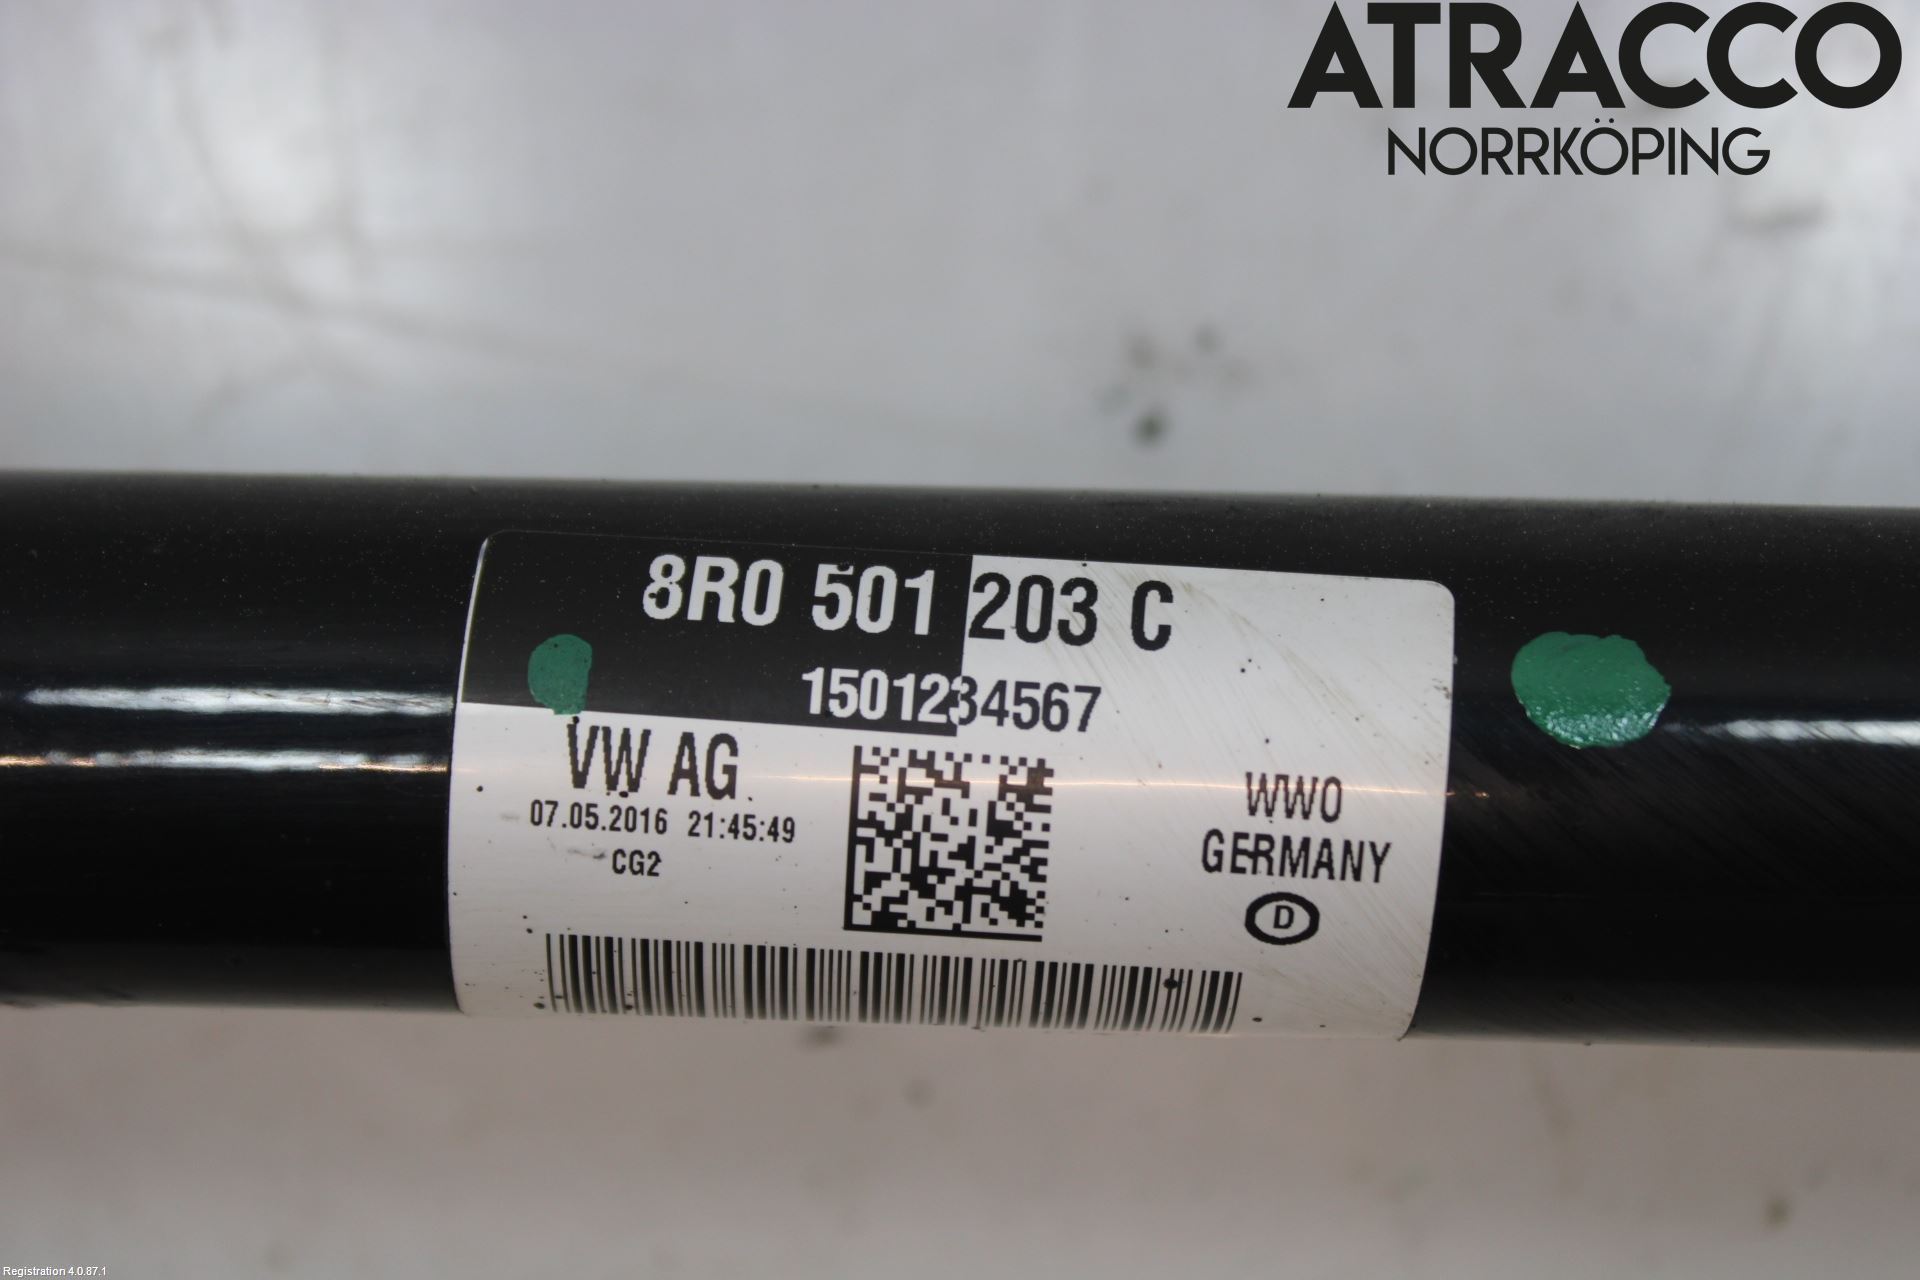 ATRACCO
NORRKÖPING
8R0 501 203 C
1501234567
VW AG
07.05.2016 21:45:49
CG2
WWO
GERMANY
D
Registration 4.0.87.1